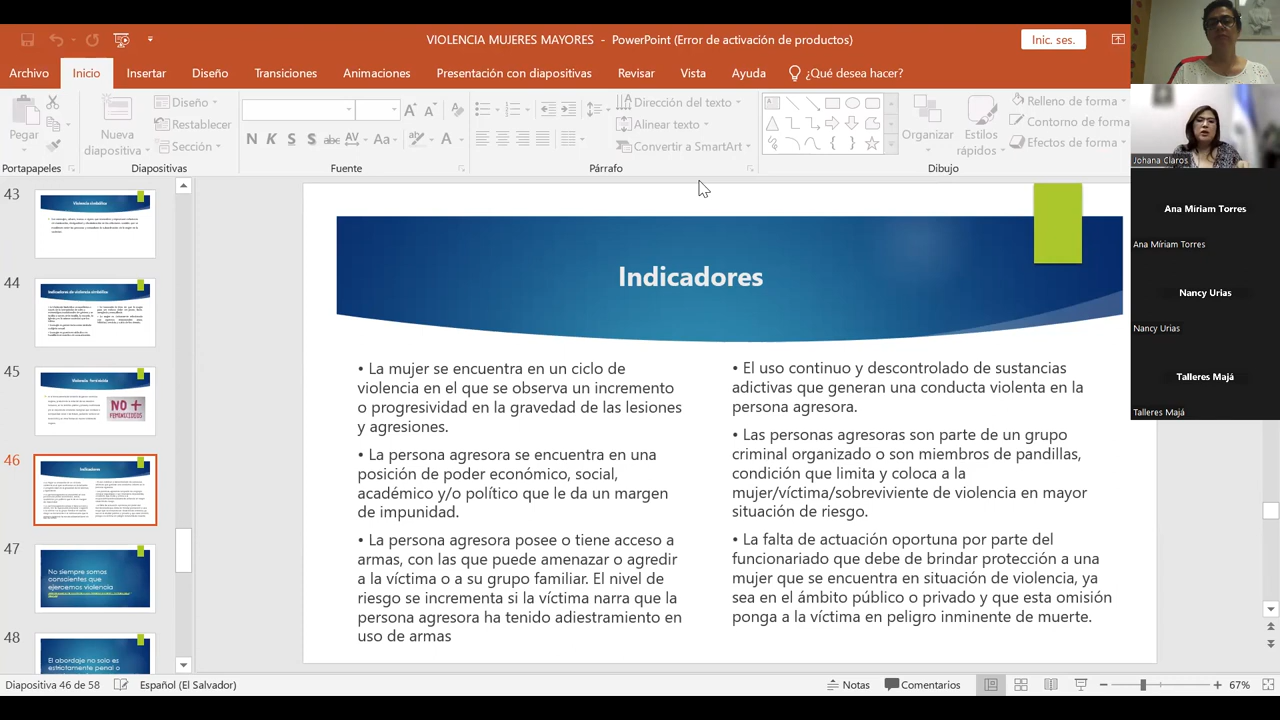 VIOLENCIA MUJERES MAYORES - PowerPoint (Error de activación de productos)
Inic. ses.
Archivo
Inicio
Insertar
Diseño
Transiciones
Animaciones
Presentación con diapositivas
Revisar
Vista
Ayuda
¿Qué desea hacer?
Pegar
Nueva
diapositiva
Diseño
Restablecer
Sección
N K S S abc AV Aa A
Dirección del texto
Alinear texto
Convertir a SmartArt
Organizar
Estilos
rápidos
Relleno de forma
Contorno de forma
Efectos de forma
Portapapeles
Diapositivas
Fuente
Párrafo
Dibujo
Johana Claros
Ana Miriam Torres
Ana Míriam Torres
Nancy Urias
Nancy Urias
Talleres Majá
Talleres Majá
43
Violencia simbólica
44
Indicadores de violencia simbólica
45
Violencia Feminicida
NO +
FEMINICIDIOS
46
Indicadores
47
No siempre somos
conscientes que
ejercemos violencia
48
El abordaje no solo es
estrictamente penal o
Indicadores
• La mujer se encuentra en un ciclo de
violencia en el que se observa un incremento
o progresividad en la gravedad de las lesiones
y agresiones.
• La persona agresora se encuentra en una
posición de poder económico, social,
académico y/o político que le da un margen
de impunidad.
• La persona agresora posee o tiene acceso a
armas, con las que puede amenazar o agredir
a la víctima o a su grupo familiar. El nivel de
riesgo se incrementa si la víctima narra que la
persona agresora ha tenido adiestramiento en
uso de armas
• El uso continuo y descontrolado de sustancias
adictivas que generan una conducta violenta en la
persona agresora.
• Las personas agresoras son parte de un grupo
criminal organizado o son miembros de pandillas,
condición que limita y coloca a la
mujer/víctima/sobreviviente de violencia en mayor
situación de riesgo.
• La falta de actuación oportuna por parte del
funcionariado que debe de brindar protección a una
mujer que se encuentra en situación de violencia, ya
sea en el ámbito público o privado y que esta omisión
ponga a la víctima en peligro inminente de muerte.
Diapositiva 46 de 58
Español (El Salvador)
Notas
Comentarios
67%